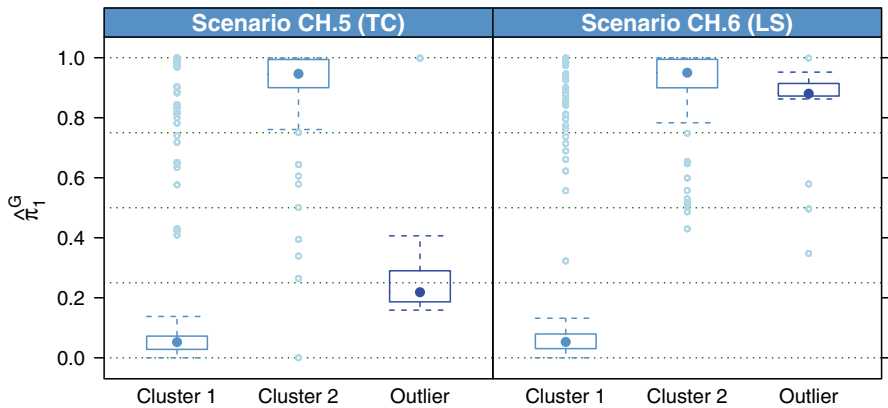 Scenario CH.5 (TC) Scenario CH.6 (LS)
1.0
0.8
0.6
0.4
0.2
0.0
π̂₁ᴳ
Cluster 1 Cluster 2 Outlier Cluster 1 Cluster 2 Outlier